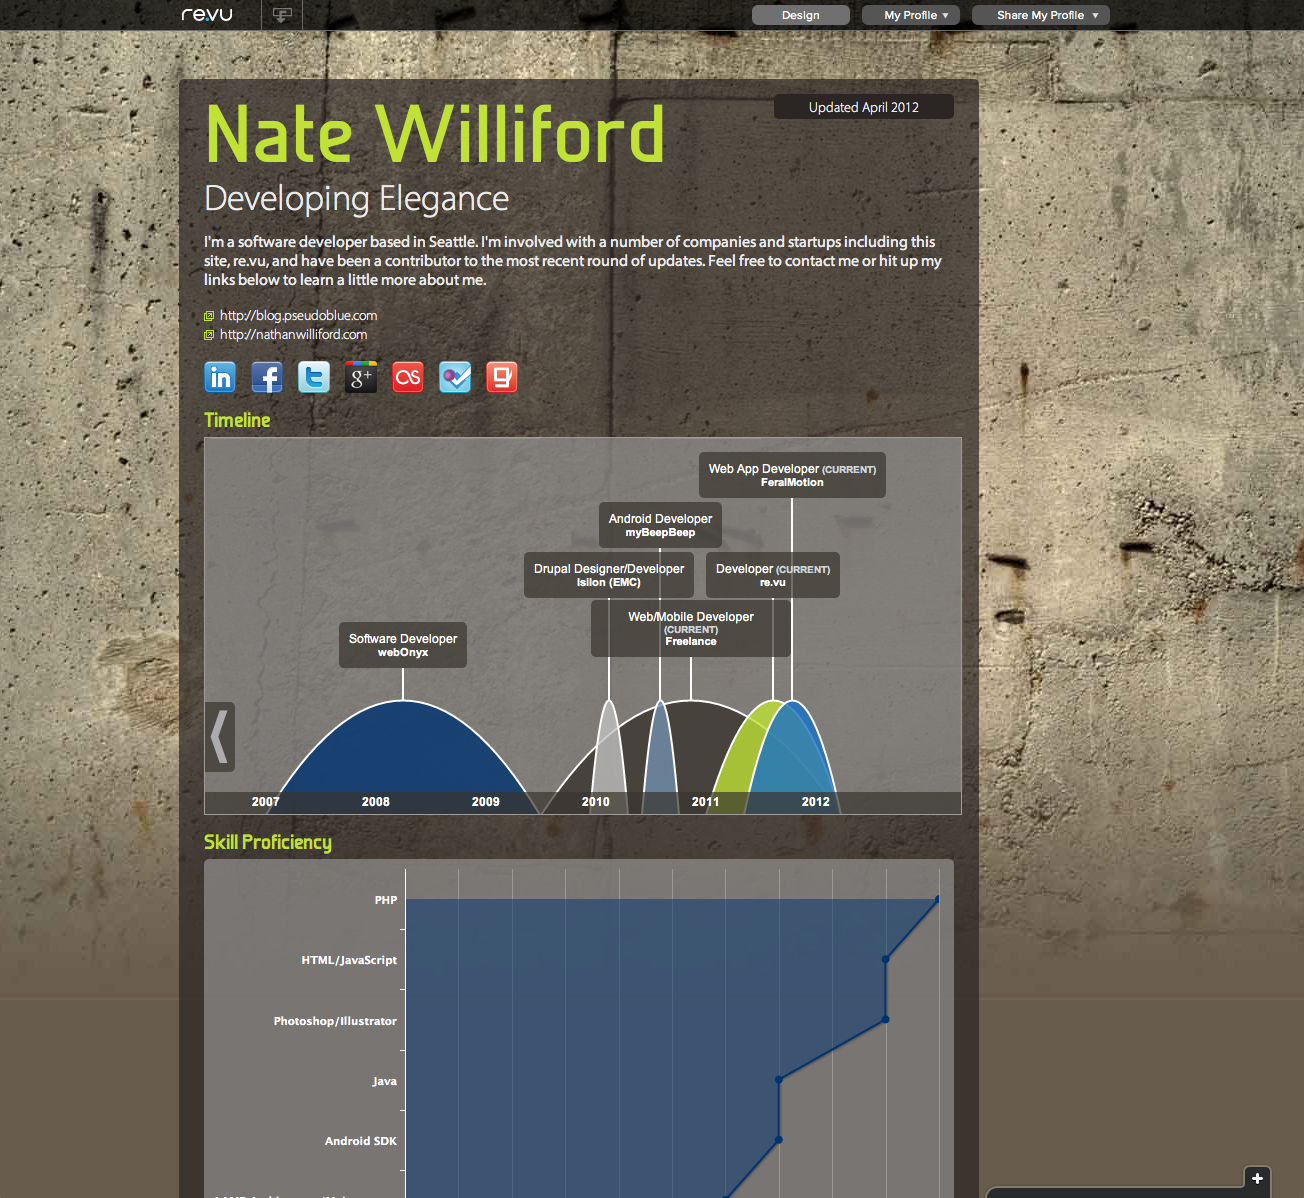 re.vu
Design
My Profile ▼
Share My Profile ▼
Nate Williford
Updated April 2012
Developing Elegance
I'm a software developer based in Seattle. I'm involved with a number of companies and startups including this
site, re.vu, and have been a contributor to the most recent round of updates. Feel free to contact me or hit up my
links below to learn a little more about me.
http://blog.pseudoblue.com
http://nathanwilliford.com
in
f
t
g+
as
g
Timeline
Web App Developer (CURRENT)
FeralMotion
Android Developer
myBeepBeep
Drupal Designer/Developer
Isilon (EMC)
Developer (CURRENT)
re.vu
Web/Mobile Developer
(CURRENT)
Freelance
Software Developer
webOnyx
2007 2008 2009 2010 2011 2012
Skill Proficiency
PHP
HTML/JavaScript
Photoshop/Illustrator
Java
Android SDK